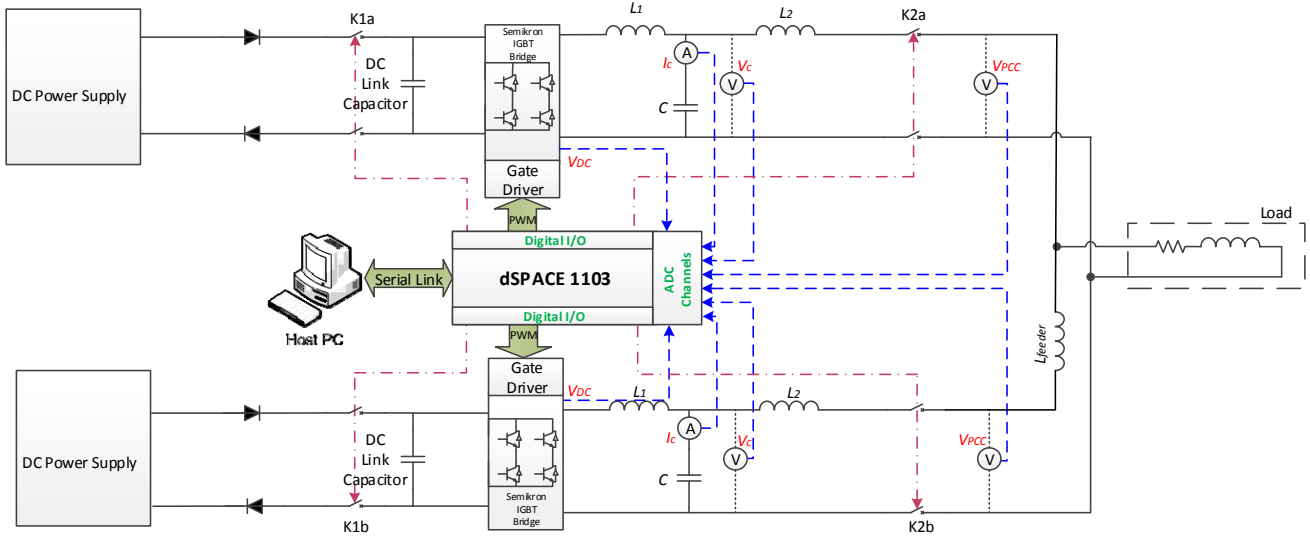 K1a
L1
L2
K2a
Semikron
IGBT
Bridge
DC Power Supply
DC
Link
Capacitor
Ic
A
Vc
V
VPCC
V
C
VDC
Gate
Driver
PWM
Digital I/O
Load
Serial Link
dSPACE 1103
ADC
Channels
Host PC
Digital I/O
PWM
Lfeeder
Gate
Driver
VDC
L1
L2
DC Power Supply
DC
Link
Capacitor
Ic
A
Vc
V
VPCC
V
C
Semikron
IGBT
Bridge
K1b
K2b